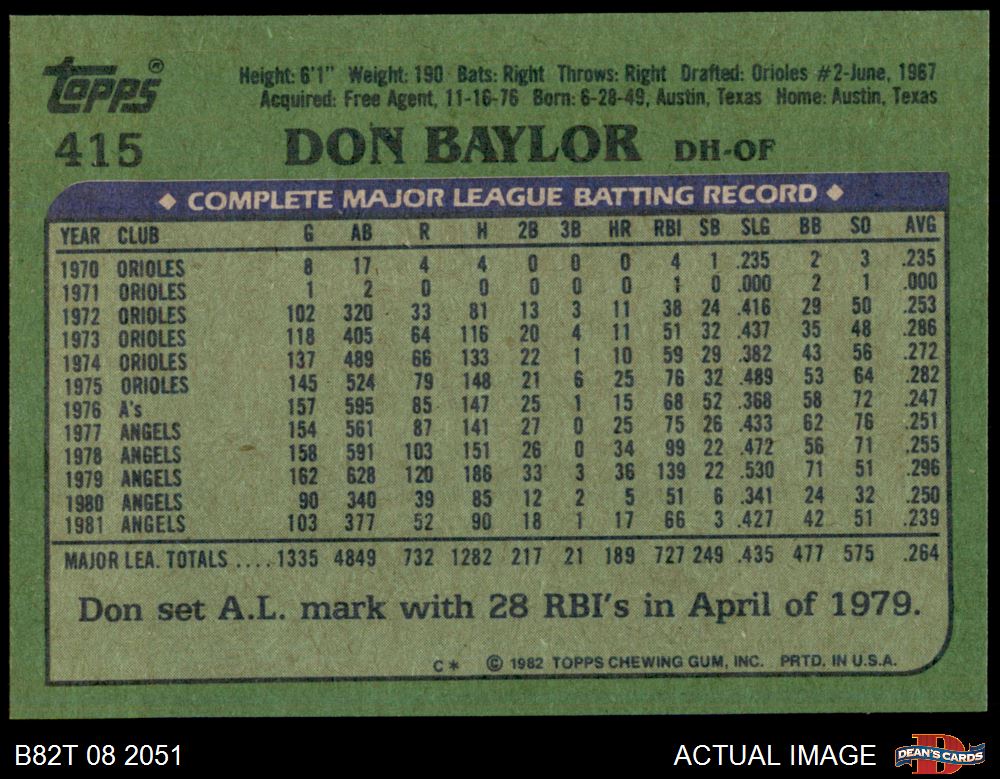 Topps®
Height: 6'1" Weight: 190 Bats: Right Throws: Right Drafted: Orioles #2-June, 1967
Acquired: Free Agent, 11-16-76 Born: 6-28-49, Austin, Texas Home: Austin, Texas
415 DON BAYLOR DH-OF
◆ COMPLETE MAJOR LEAGUE BATTING RECORD ◆
YEAR CLUB G AB R H 2B 3B HR RBI SB SLG BB SO AVG
1970 ORIOLES 8 17 4 4 0 0 0 4 1 .235 2 3 .235
1971 ORIOLES 1 2 0 0 0 0 0 1 0 .000 2 1 .000
1972 ORIOLES 102 320 33 81 13 3 11 38 24 .416 29 50 .253
1973 ORIOLES 118 405 64 116 20 4 11 51 32 .437 35 48 .286
1974 ORIOLES 137 489 66 133 22 1 10 59 29 .382 43 56 .272
1975 ORIOLES 145 524 79 148 21 6 25 76 32 .489 53 64 .282
1976 A's 157 595 85 147 25 1 15 68 52 .368 58 72 .247
1977 ANGELS 154 561 87 141 27 0 25 75 26 .433 62 76 .251
1978 ANGELS 158 591 103 151 26 0 34 99 22 .472 56 71 .255
1979 ANGELS 162 628 120 186 33 3 36 139 22 .530 71 51 .296
1980 ANGELS 90 340 39 85 12 2 5 51 6 .341 24 32 .250
1981 ANGELS 103 377 52 90 18 1 17 66 3 .427 42 51 .239
MAJOR LEA. TOTALS ....1335 4849 732 1282 217 21 189 727 249 .435 477 575 .264
Don set A.L. mark with 28 RBI's in April of 1979.
C* © 1982 TOPPS CHEWING GUM, INC. PRTD. IN U.S.A.
B82T 08 2051 ACTUAL IMAGE D DEAN'S CARDS